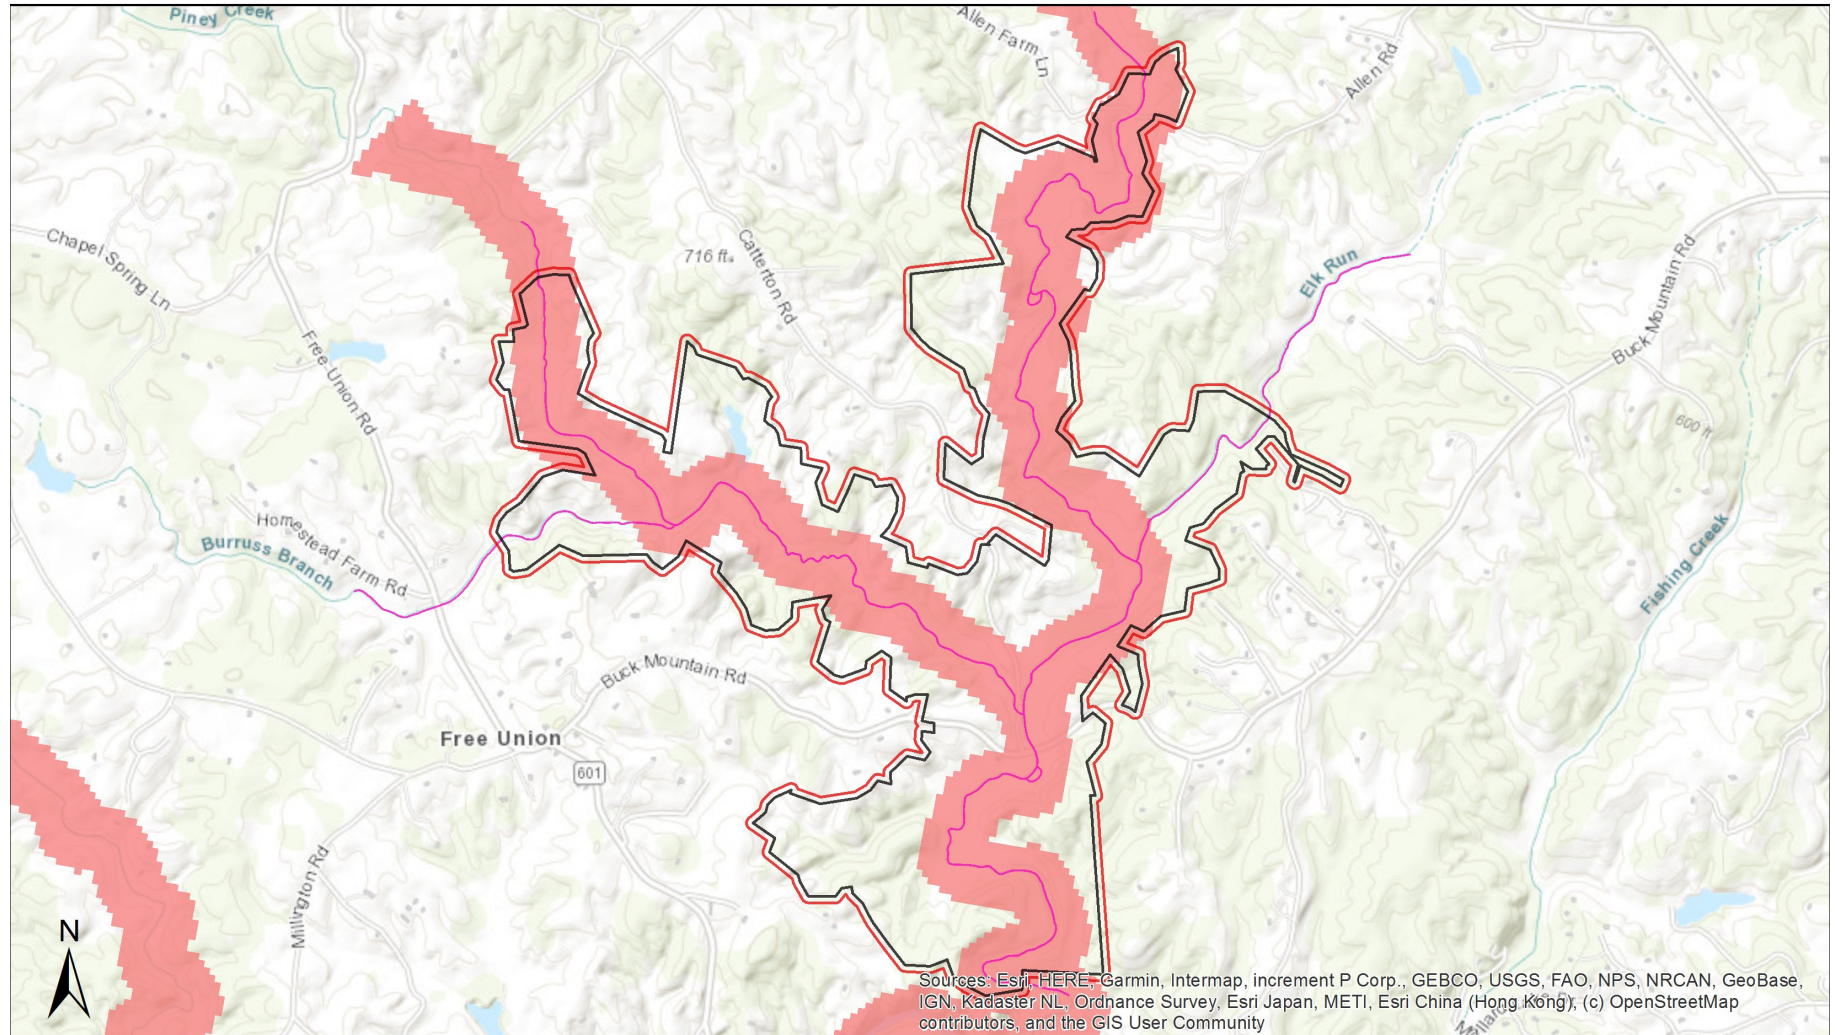 Piney Creek
Allen Farm Ln
Allen Rd
Chapel Spring Ln
716 ft
Catterton Rd
Elk Run
Buck Mountain Rd
Free Union Rd
600 ft
Homestead Farm Rd
Burruss Branch
Fishing Creek
Buck Mountain Rd
Free Union
601
Millington Rd
N
Sources: Esri, HERE, Garmin, Intermap, increment P Corp., GEBCO, USGS, FAO, NPS, NRCAN, GeoBase,
IGN, Kadaster NL, Ordnance Survey, Esri Japan, METI, Esri China (Hong Kong), (c) OpenStreetMap
contributors, and the GIS User Community